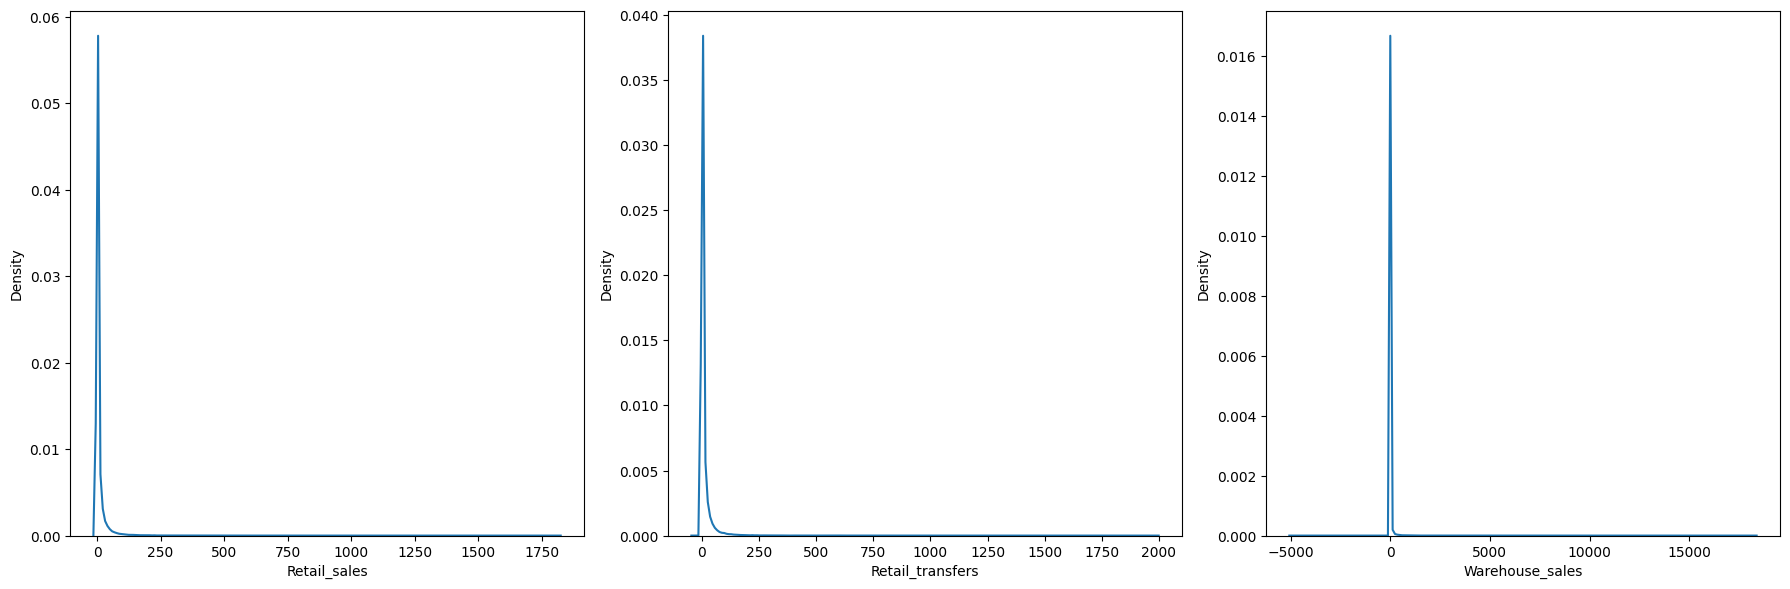 0.06
0.05
0.04
0.03
0.02
0.01
0.00
Density
0 250 500 750 1000 1250 1500 1750
Retail_sales
0.040
0.035
0.030
0.025
0.020
0.015
0.010
0.005
0.000
Density
0 250 500 750 1000 1250 1500 1750 2000
Retail_transfers
0.016
0.014
0.012
0.010
0.008
0.006
0.004
0.002
0.000
Density
−5000 0 5000 10000 15000
Warehouse_sales